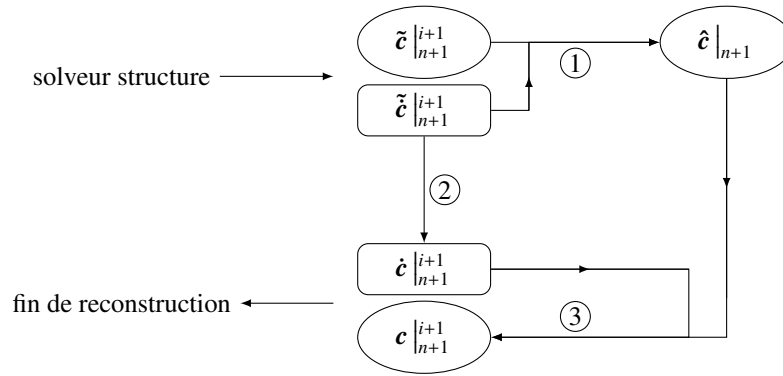 c̃ |ⁱ⁺¹ₙ₊₁
①
ĉ |ₙ₊₁
solveur structure
ċ̃ |ⁱ⁺¹ₙ₊₁
②
ċ |ⁱ⁺¹ₙ₊₁
fin de reconstruction
③
c |ⁱ⁺¹ₙ₊₁